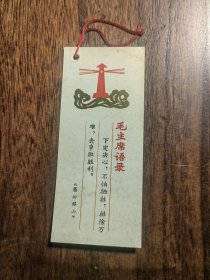 毛主席语录
下定决心，不怕牺牲，排除万
难，去争取胜利。
《愚公移山》